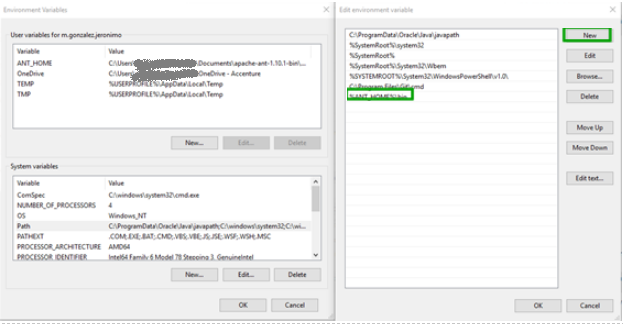 Environment Variables
User variables for m.gonzalez.jeronimo
Variable Value
ANT_HOME C:\Users\ \Documents\apache-ant-1.10.1-bin\...
OneDrive C:\Users\ OneDrive - Accenture
TEMP %USERPROFILE%\AppData\Local\Temp
TMP %USERPROFILE%\AppData\Local\Temp
New... Edit... Delete
System variables
Variable Value
ComSpec C:\windows\system32\cmd.exe
NUMBER_OF_PROCESSORS 4
OS Windows_NT
Path C:\ProgramData\Oracle\Java\javapath;C:\windows\system32;C:\wi...
PATHEXT .COM;.EXE;.BAT;.CMD;.VBS;.VBE;.JS;.JSE;.WSF;.WSH;.MSC
PROCESSOR_ARCHITECTURE AMD64
PROCESSOR_IDENTIFIER Intel64 Family 6 Model 78 Stepping 3, GenuineIntel
New... Edit... Delete
OK Cancel
Edit environment variable
C:\ProgramData\Oracle\Java\javapath
%SystemRoot%\system32
%SystemRoot%
%SystemRoot%\System32\Wbem
%SYSTEMROOT%\System32\WindowsPowerShell\v1.0\
C:\Program Files\Git\cmd
%ANT_HOME%\bin
New
Edit
Browse...
Delete
Move Up
Move Down
Edit text...
OK Cancel